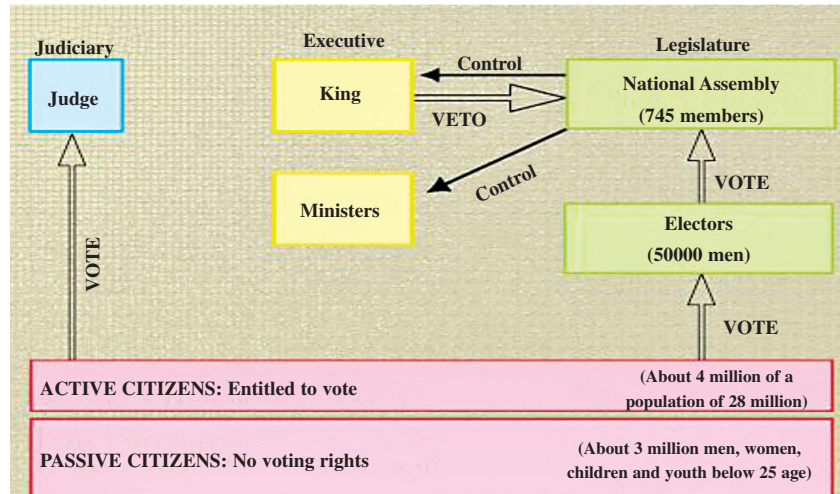 Judiciary
Executive
Legislature
Judge
King
Control
VETO
National Assembly
(745 members)
Ministers
Control
VOTE
Electors
(50000 men)
VOTE
VOTE
ACTIVE CITIZENS: Entitled to vote
(About 4 million of a
population of 28 million)
PASSIVE CITIZENS: No voting rights
(About 3 million men, women,
children and youth below 25 age)